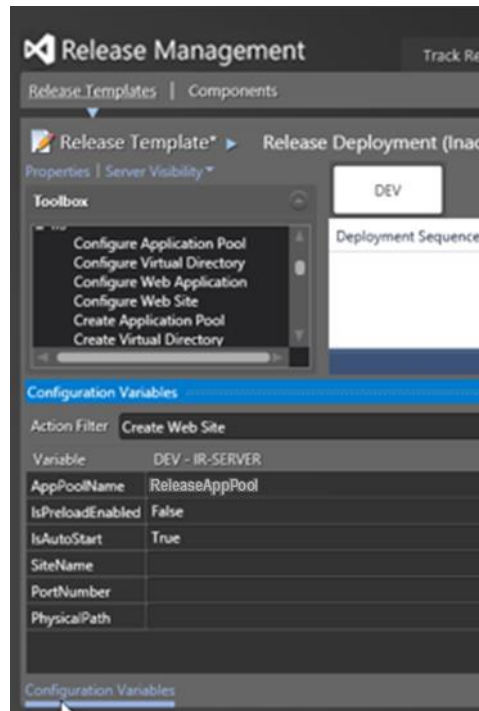 Release Management
Track Re
Release Templates | Components
Release Template* Release Deployment (Inac
Properties | Server Visibility
Toolbox
DEV
Configure Application Pool
Configure Virtual Directory
Configure Web Application
Configure Web Site
Create Application Pool
Create Virtual Directory
Deployment Sequence
Configuration Variables
Action Filter Create Web Site
Variable DEV - IR-SERVER
AppPoolName ReleaseAppPool
IsPreloadEnabled False
IsAutoStart True
SiteName
PortNumber
PhysicalPath
Configuration Variables